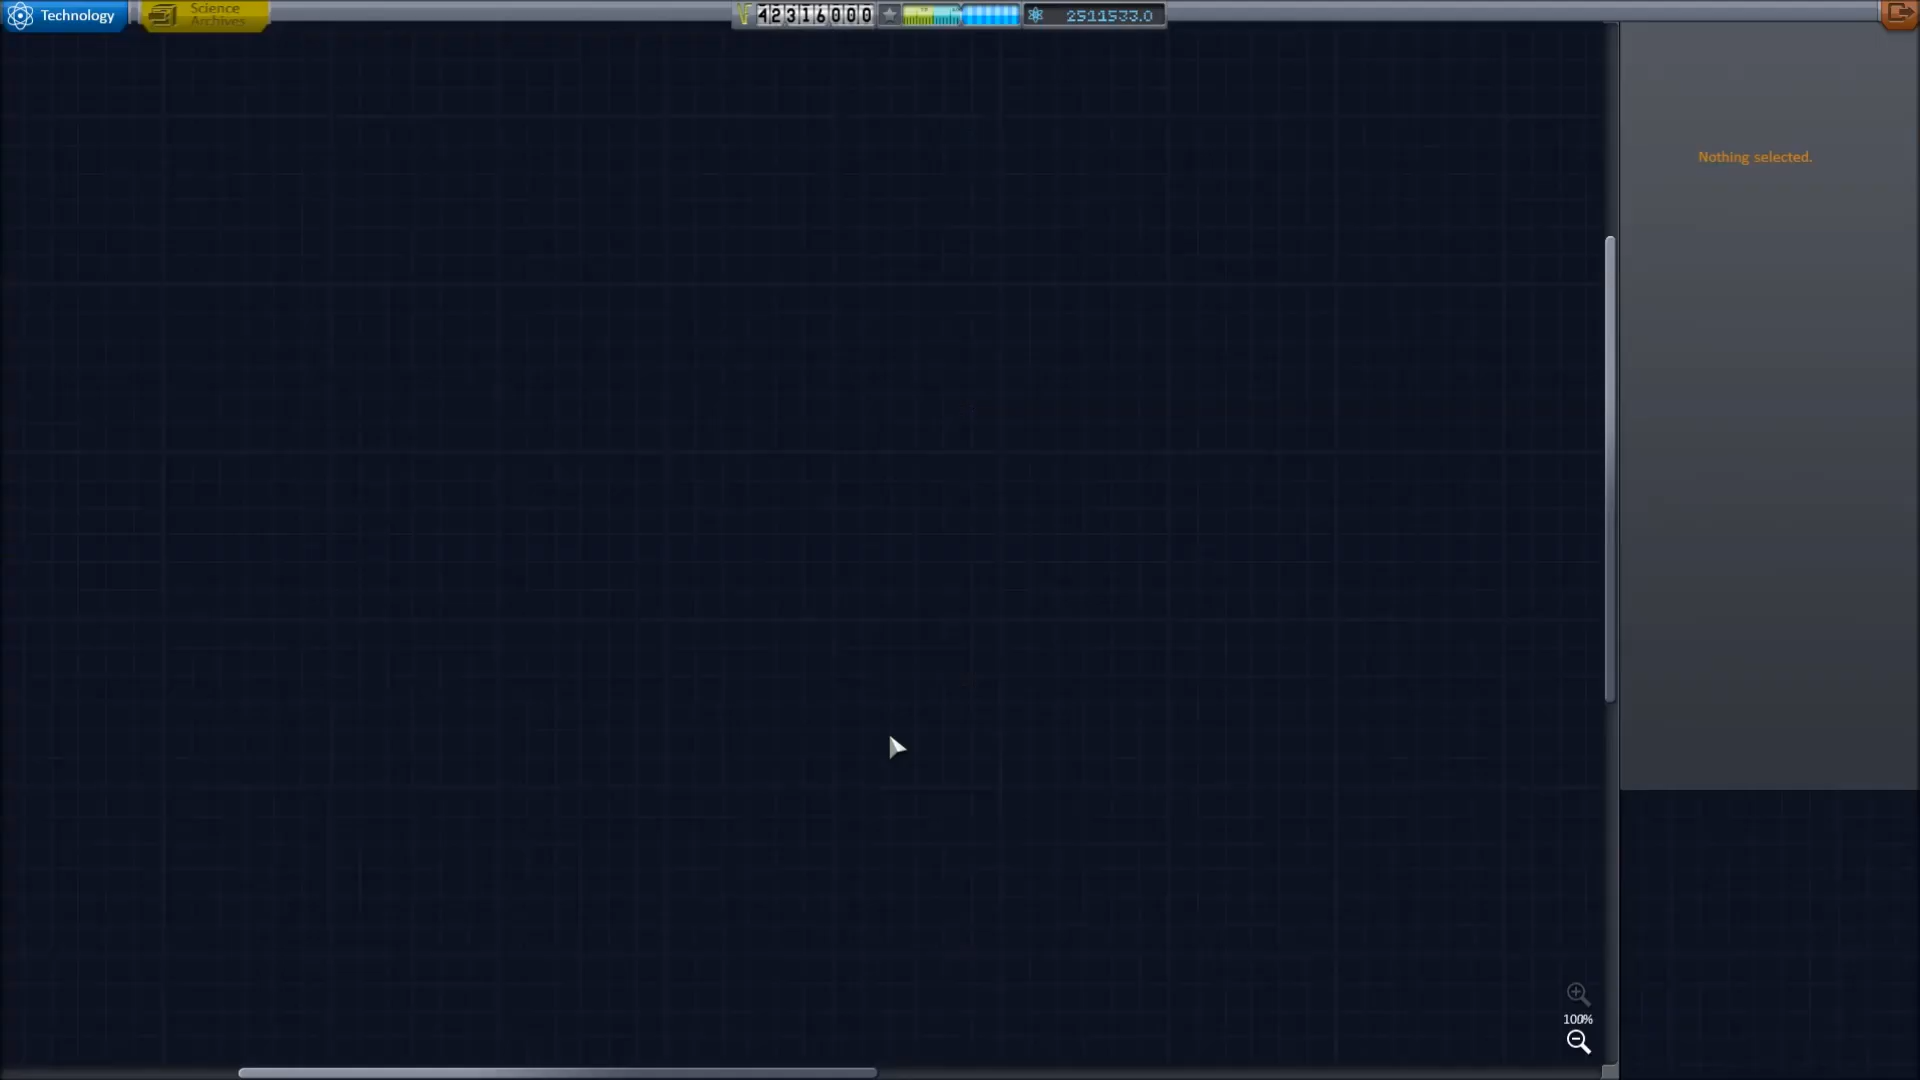 Technology
Science
Archives
42316000
2511533.0
Nothing selected.
100%